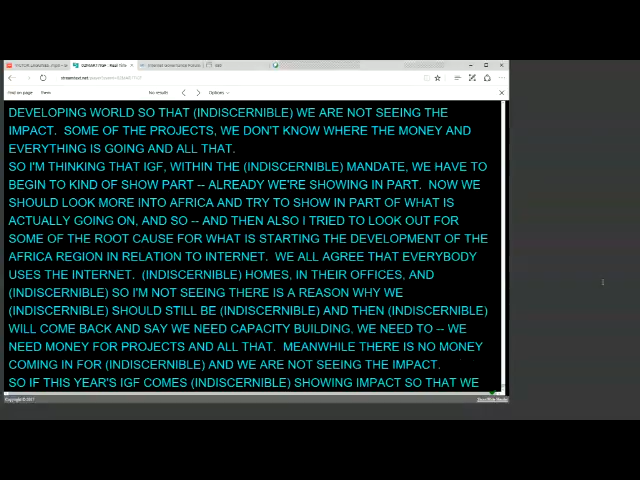 streamtext.net
Find on page
No results
Options
DEVELOPING WORLD SO THAT (INDISCERNIBLE) WE ARE NOT SEEING THE
IMPACT. SOME OF THE PROJECTS, WE DON'T KNOW WHERE THE MONEY AND
EVERYTHING IS GOING AND ALL THAT.
SO I'M THINKING THAT IGF, WITHIN THE (INDISCERNIBLE) MANDATE, WE HAVE TO
BEGIN TO KIND OF SHOW PART -- ALREADY WE'RE SHOWING IN PART. NOW WE
SHOULD LOOK MORE INTO AFRICA AND TRY TO SHOW IN PART OF WHAT IS
ACTUALLY GOING ON, AND SO -- AND THEN ALSO I TRIED TO LOOK OUT FOR
SOME OF THE ROOT CAUSE FOR WHAT IS STARTING THE DEVELOPMENT OF THE
AFRICA REGION IN RELATION TO INTERNET. WE ALL AGREE THAT EVERYBODY
USES THE INTERNET. (INDISCERNIBLE) HOMES, IN THEIR OFFICES, AND
(INDISCERNIBLE) SO I'M NOT SEEING THERE IS A REASON WHY WE
(INDISCERNIBLE) SHOULD STILL BE (INDISCERNIBLE) AND THEN (INDISCERNIBLE)
WILL COME BACK AND SAY WE NEED CAPACITY BUILDING, WE NEED TO -- WE
NEED MONEY FOR PROJECTS AND ALL THAT. MEANWHILE THERE IS NO MONEY
COMING IN FOR (INDISCERNIBLE) AND WE ARE NOT SEEING THE IMPACT.
SO IF THIS YEAR'S IGF COMES (INDISCERNIBLE) SHOWING IMPACT SO THAT WE